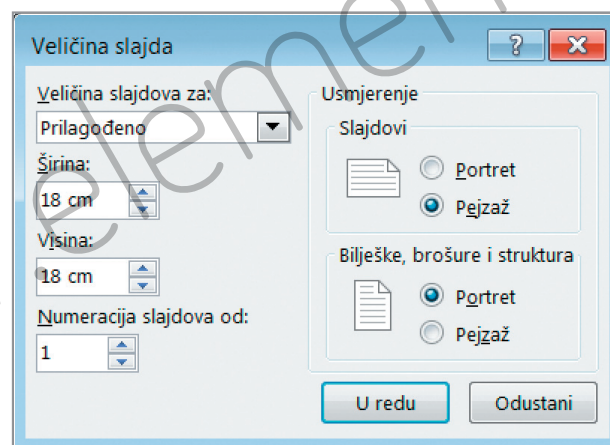 Veličina slajda
Veličina slajdova za:
Prilagođeno
Širina:
18 cm
Visina:
18 cm
Numeracija slajdova od:
1
Usmjerenje
Slajdovi
Portret
Pejzaž
Bilješke, brošure i struktura
Portret
Pejzaž
U redu
Odustani
element